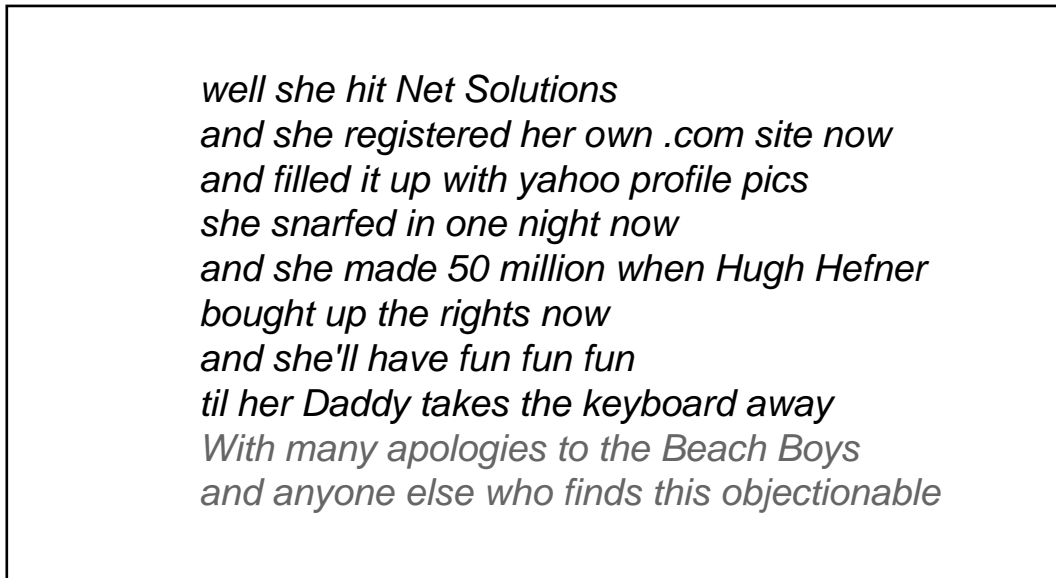 well she hit Net Solutions
and she registered her own .com site now
and filled it up with yahoo profile pics
she snarfed in one night now
and she made 50 million when Hugh Hefner
bought up the rights now
and she'll have fun fun fun
til her Daddy takes the keyboard away
With many apologies to the Beach Boys
and anyone else who finds this objectionable